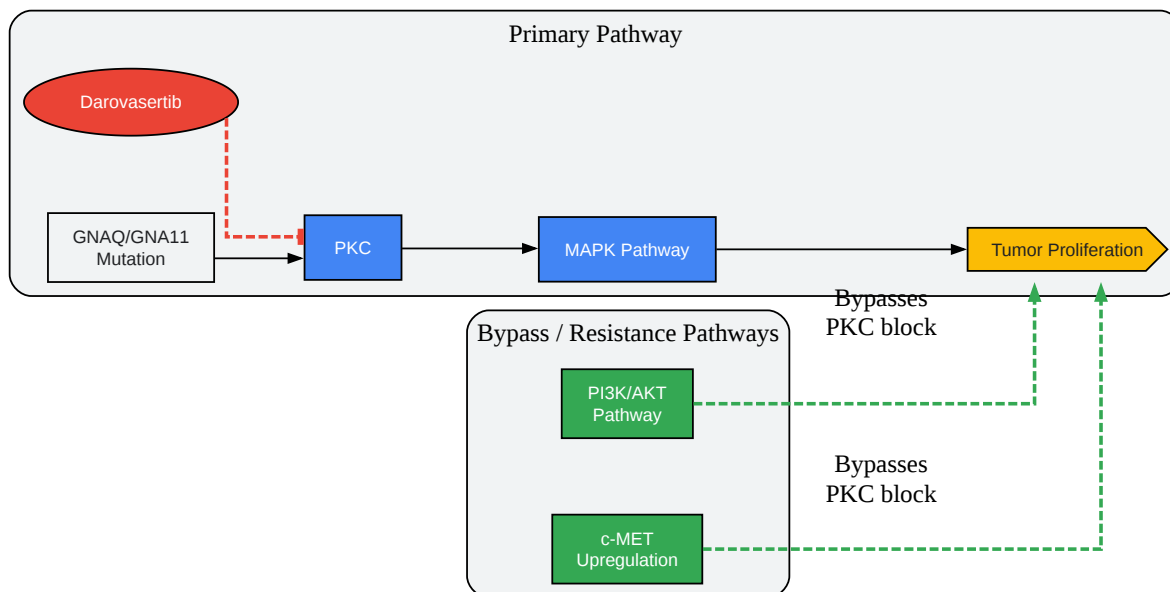 Primary Pathway
Darovasertib
GNAQ/GNA11
Mutation
PKC
MAPK Pathway
Tumor Proliferation
Bypasses
PKC block
Bypass / Resistance Pathways
PI3K/AKT
Pathway
Bypasses
PKC block
c-MET
Upregulation